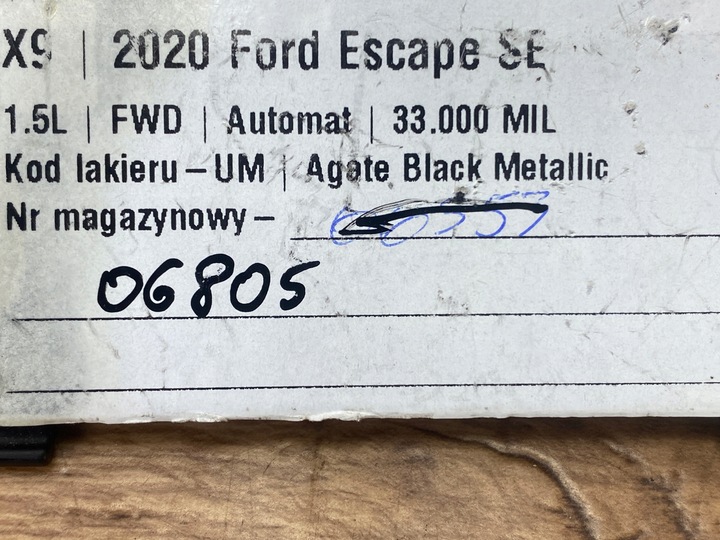 X9 | 2020 Ford Escape SE
1.5L | FWD | Automat | 33.000 MIL
Kod lakieru – UM | Agate Black Metallic
Nr magazynowy –
06805